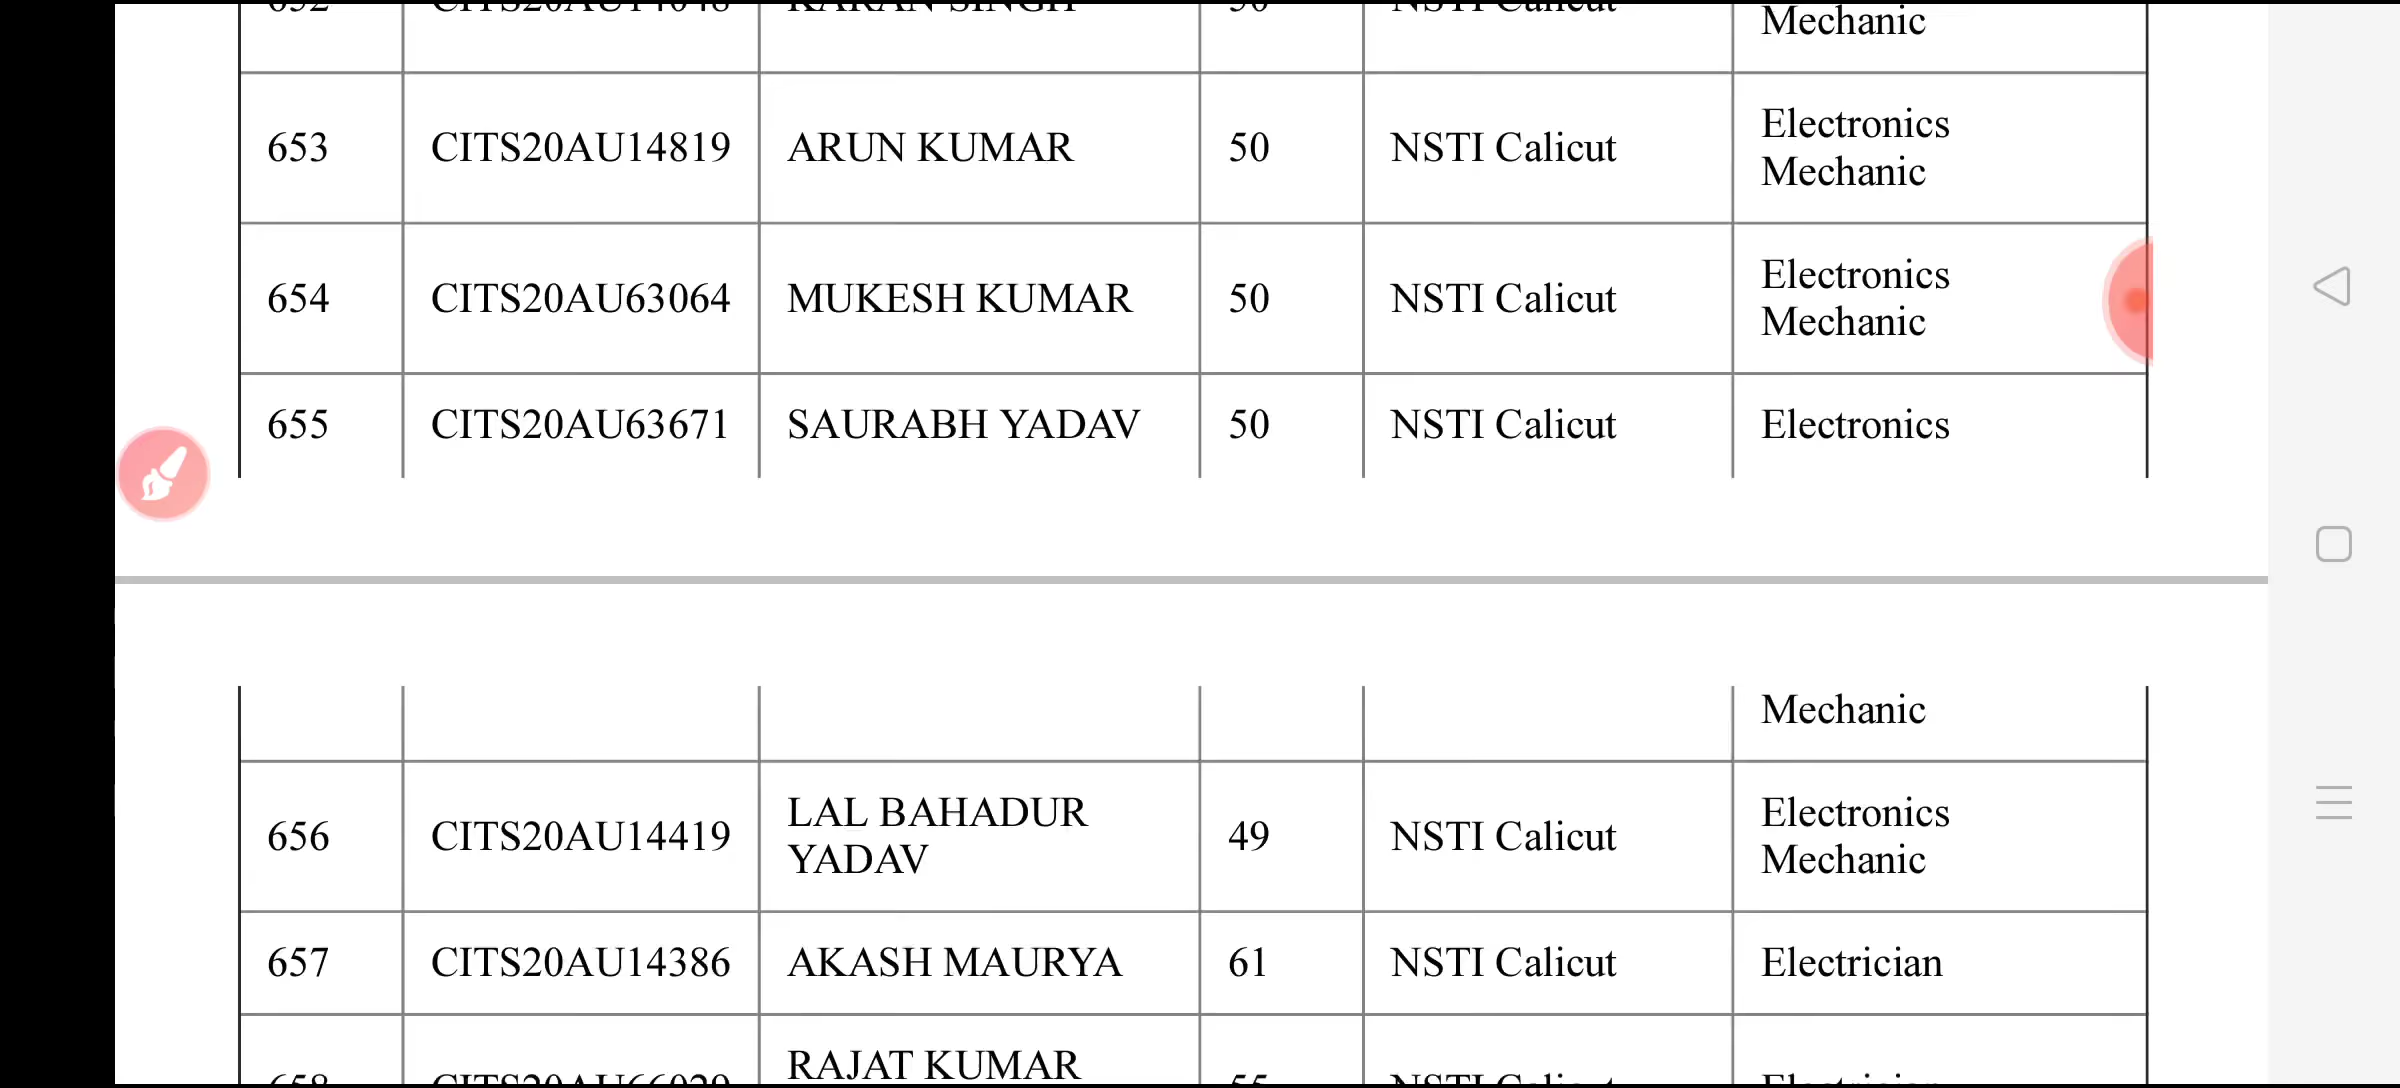 Mechanic
653 CITS20AU14819 ARUN KUMAR 50 NSTI Calicut Electronics
Mechanic
654 CITS20AU63064 MUKESH KUMAR 50 NSTI Calicut Electronics
Mechanic
655 CITS20AU63671 SAURABH YADAV 50 NSTI Calicut Electronics
Mechanic
656 CITS20AU14419 LAL BAHADUR YADAV 49 NSTI Calicut Electronics
Mechanic
657 CITS20AU14386 AKASH MAURYA 61 NSTI Calicut Electrician
RAJAT KUMAR